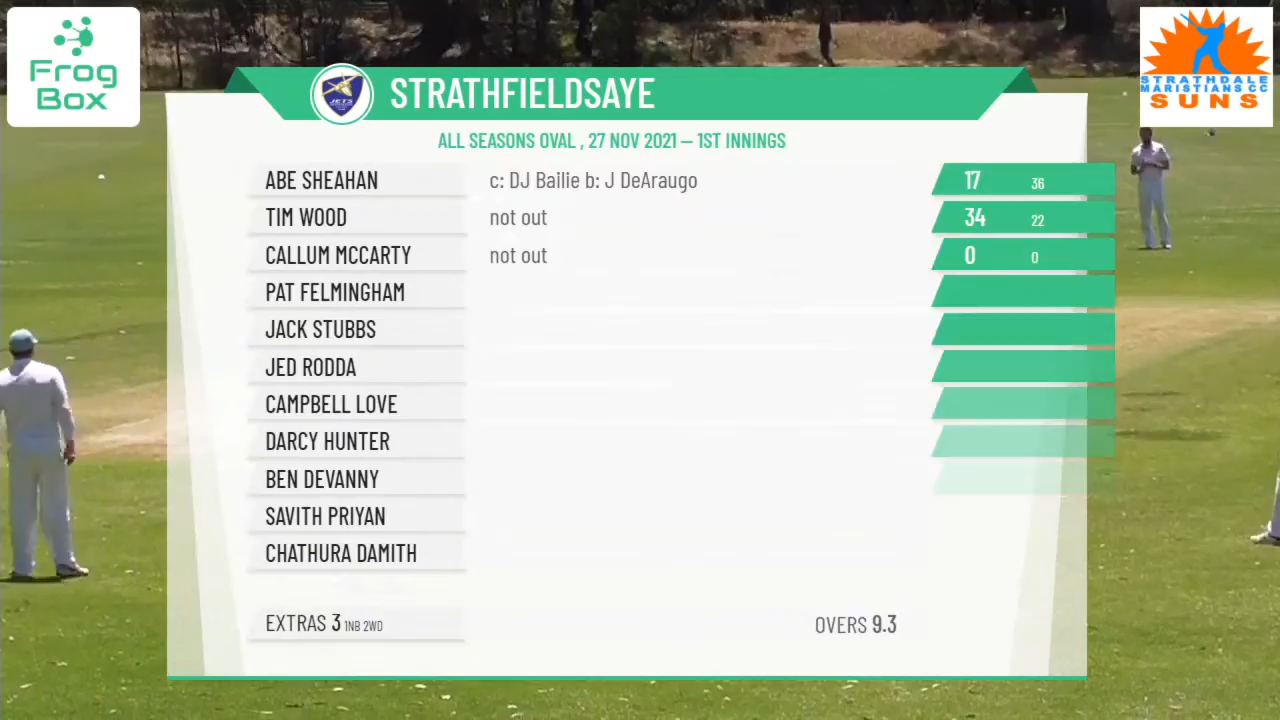 Frog
Box
STRATHDALE
MARISTIANS CC
SUNS
JETS
STRATHFIELDSAYE
ALL SEASONS OVAL , 27 NOV 2021 – 1ST INNINGS
ABE SHEAHAN c: DJ Bailie b: J DeAraugo 17 36
TIM WOOD not out 34 22
CALLUM MCCARTY not out 0 0
PAT FELMINGHAM
JACK STUBBS
JED RODDA
CAMPBELL LOVE
DARCY HUNTER
BEN DEVANNY
SAVITH PRIYAN
CHATHURA DAMITH
EXTRAS 3 1NB 2WD OVERS 9.3